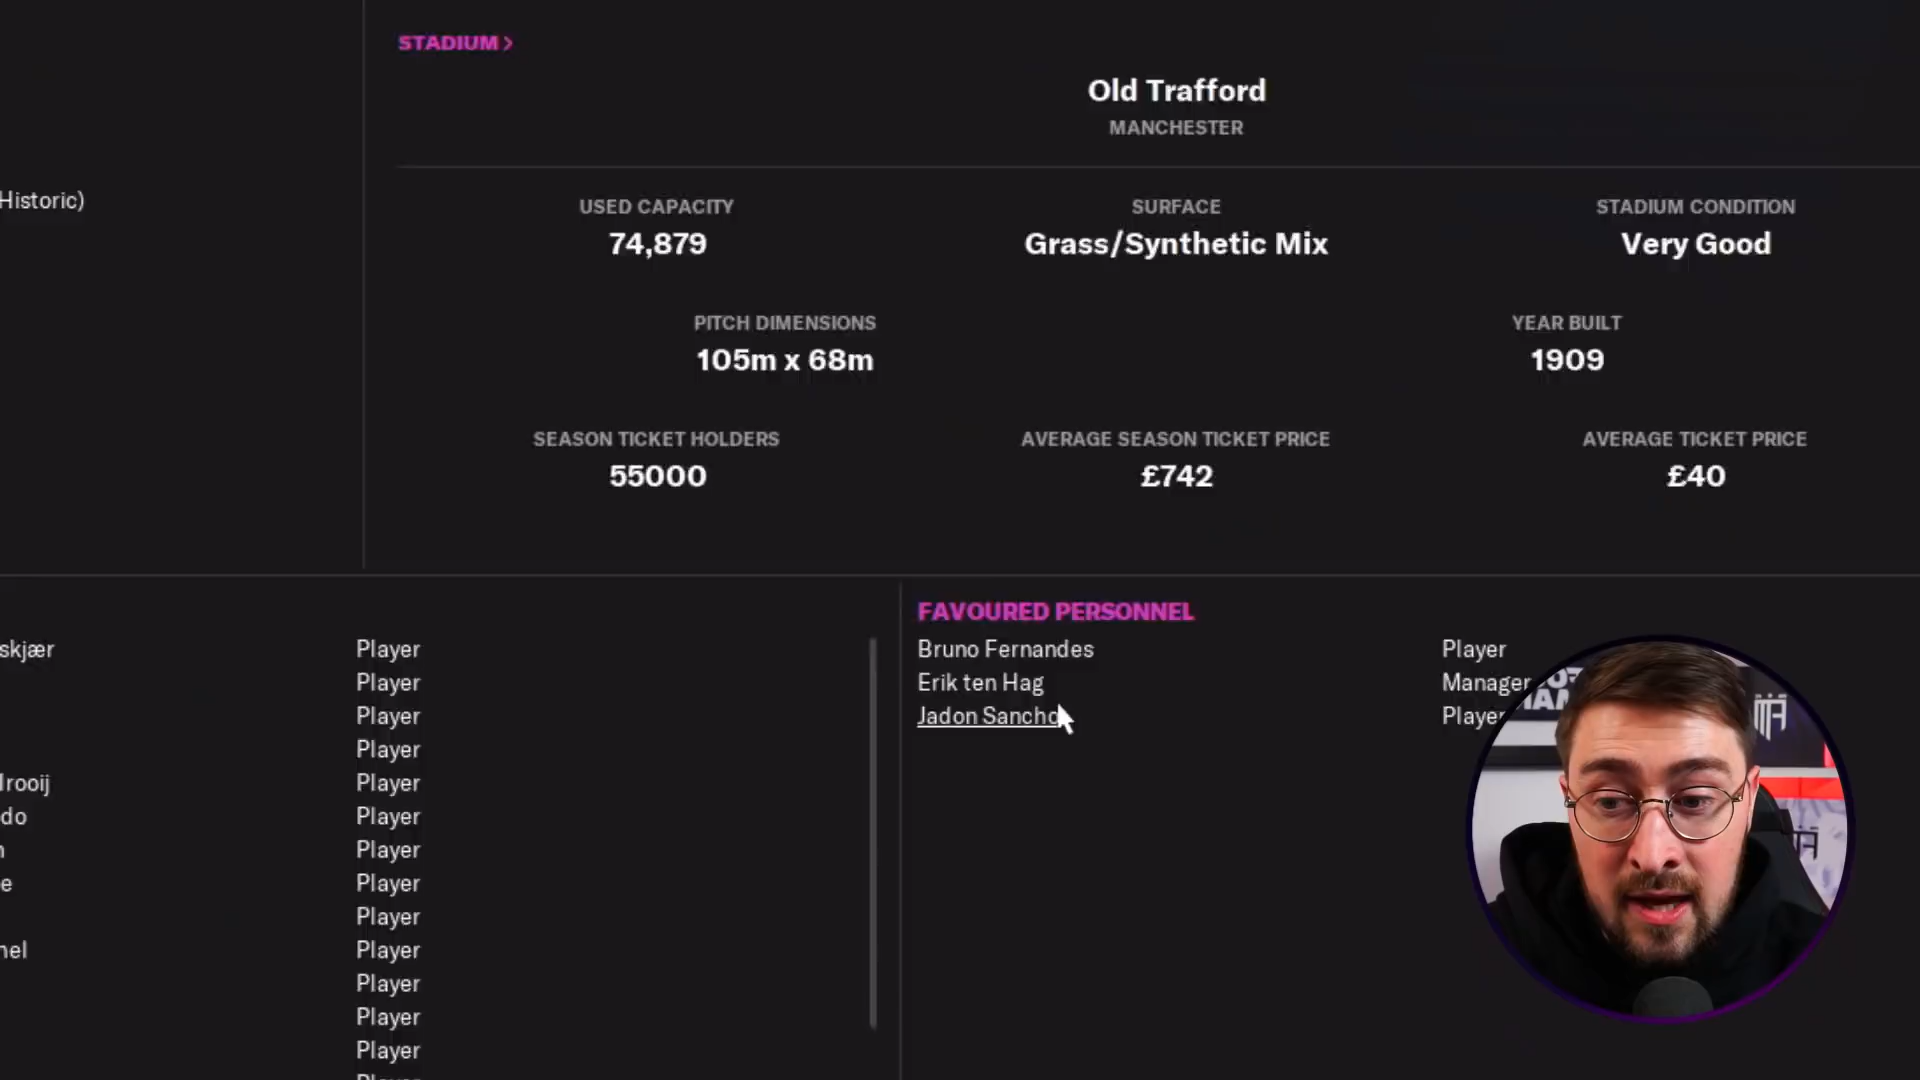 STADIUM >
Old Trafford
MANCHESTER
Historic)
USED CAPACITY
74,879
SURFACE
Grass/Synthetic Mix
STADIUM CONDITION
Very Good
PITCH DIMENSIONS
105m x 68m
YEAR BUILT
1909
SEASON TICKET HOLDERS
55000
AVERAGE SEASON TICKET PRICE
£742
AVERAGE TICKET PRICE
£40
skjær Player
Player
Player
Player
lrooij Player
do Player
Player
e Player
Player
nel Player
Player
Player
Player
FAVOURED PERSONNEL
Bruno Fernandes Player
Erik ten Hag Manager
Jadon Sancho Player